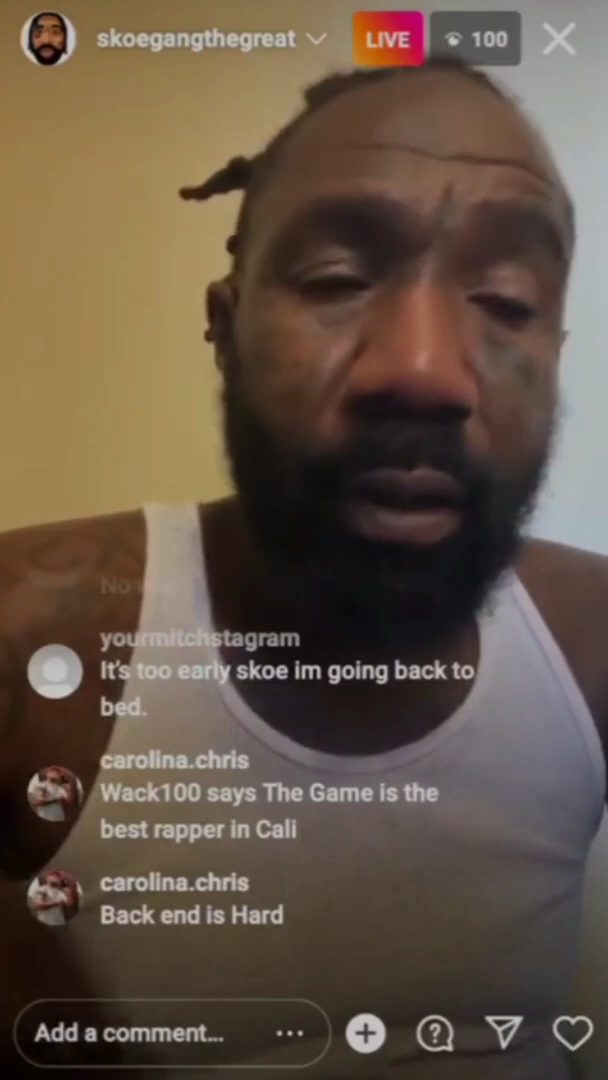 skoegangthegreat
LIVE
100
No
yourmitchstagram
It's too early skoe im going back to
bed.
carolina.chris
Wack100 says The Game is the
best rapper in Cali
carolina.chris
Back end is Hard
Add a comment...